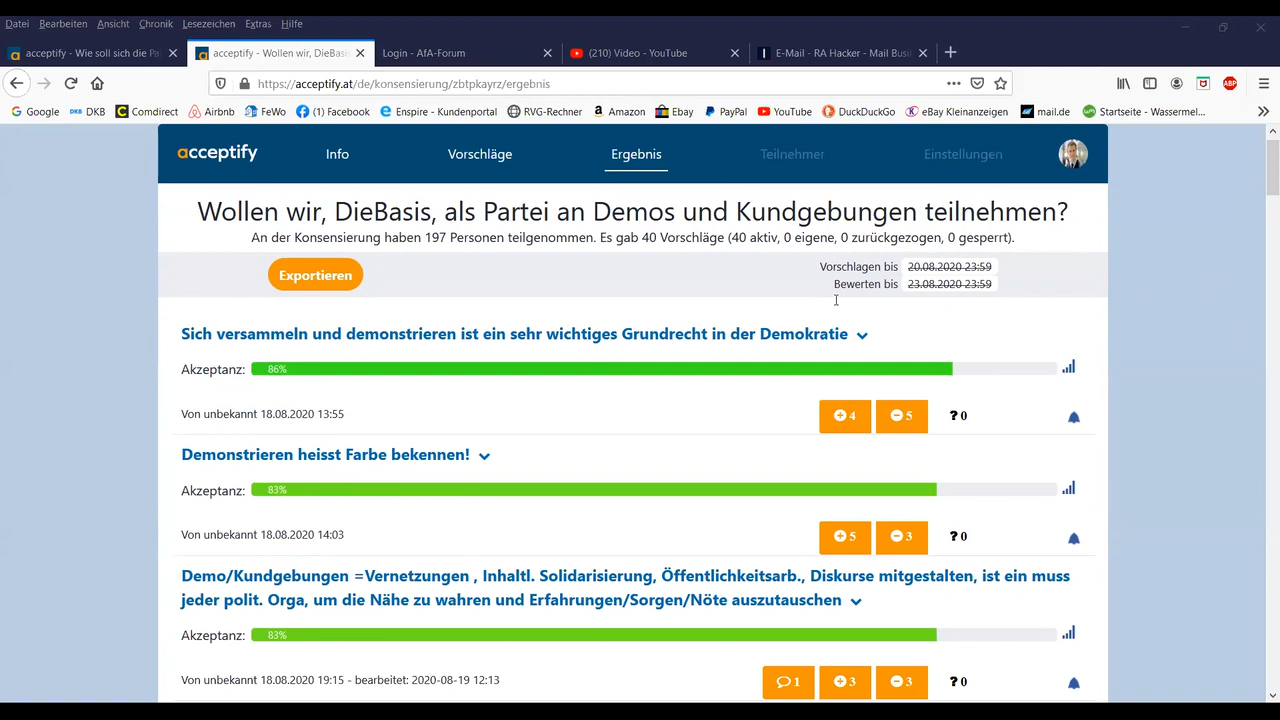 Datei Bearbeiten Ansicht Chronik Lesezeichen Extras Hilfe
acceptify - Wie soll sich die Pa
acceptify - Wollen wir, DieBasis
Login - AfA-Forum
(210) Video - YouTube
E-Mail - RA Hacker - Mail Bus
https://acceptify.at/de/konsensierung/zbtpkayrz/ergebnis
Google DKB DKB Comdirect Airbnb FeWo (1) Facebook Enspire - Kundenportal RVG-Rechner Amazon Ebay PayPal YouTube DuckDuckGo eBay Kleinanzeigen mail.de Startseite - Wassermel...
acceptify Info Vorschläge Ergebnis Teilnehmer Einstellungen
Wollen wir, DieBasis, als Partei an Demos und Kundgebungen teilnehmen?
An der Konsensierung haben 197 Personen teilgenommen. Es gab 40 Vorschläge (40 aktiv, 0 eigene, 0 zurückgezogen, 0 gesperrt).
Exportieren
Vorschlagen bis 20.08.2020 23:59
Bewerten bis 23.08.2020 23:59
Sich versammeln und demonstrieren ist ein sehr wichtiges Grundrecht in der Demokratie
Akzeptanz: 86%
Von unbekannt 18.08.2020 13:55 4 5 ? 0
Demonstrieren heisst Farbe bekennen!
Akzeptanz: 83%
Von unbekannt 18.08.2020 14:03 5 3 ? 0
Demo/Kundgebungen =Vernetzungen , Inhaltl. Solidarisierung, Öffentlichkeitsarb., Diskurse mitgestalten, ist ein muss
jeder polit. Orga, um die Nähe zu wahren und Erfahrungen/Sorgen/Nöte auszutauschen
Akzeptanz: 83%
Von unbekannt 18.08.2020 19:15 - bearbeitet: 2020-08-19 12:13 1 3 3 ? 0